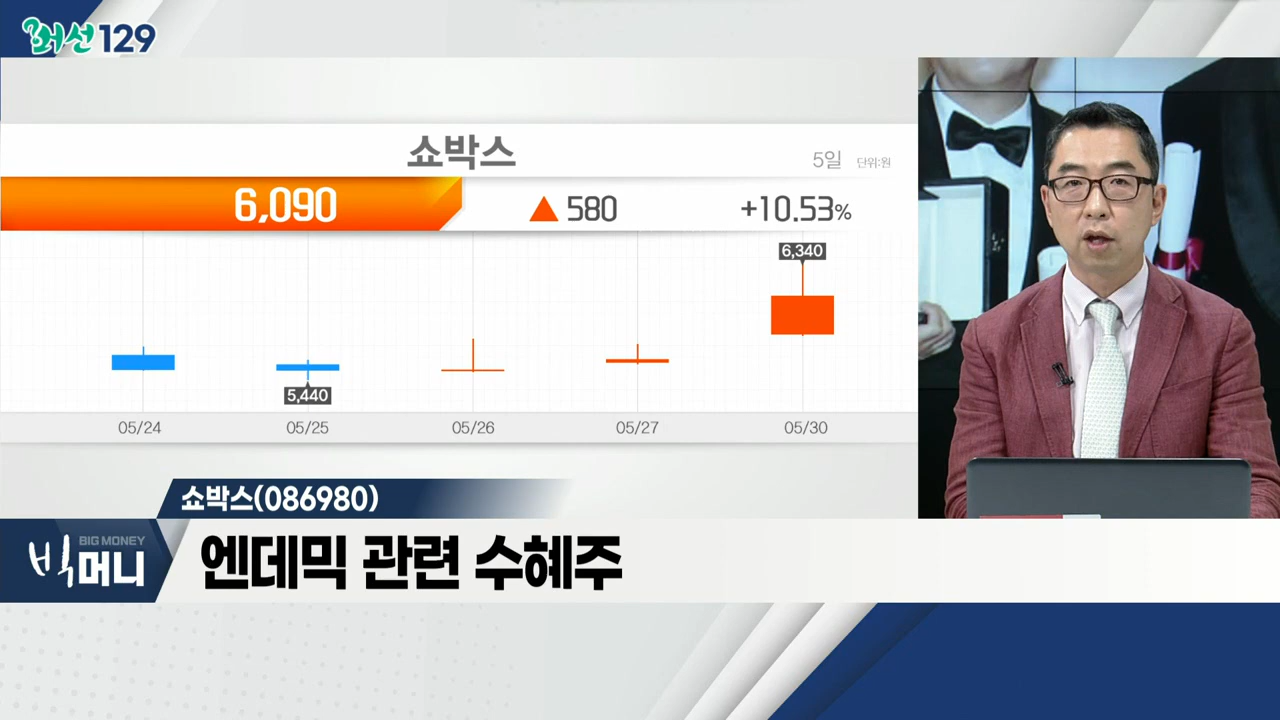 머선129
쇼박스
5일 단위:원
6,090 ▲580 +10.53%
6,340
5,440
05/24 05/25 05/26 05/27 05/30
쇼박스(086980)
BIG MONEY
빅머니
엔데믹 관련 수혜주